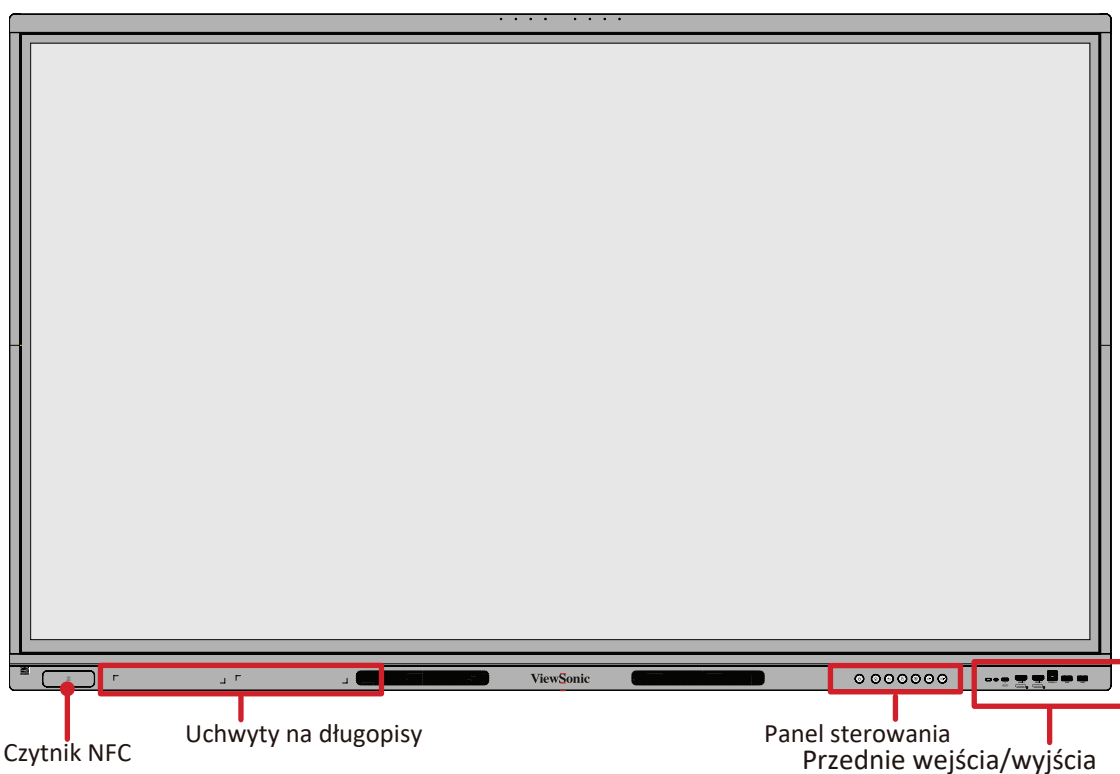 ViewSonic
Uchwyty na długopisy
Panel sterowania
Czytnik NFC
Przednie wejścia/wyjścia